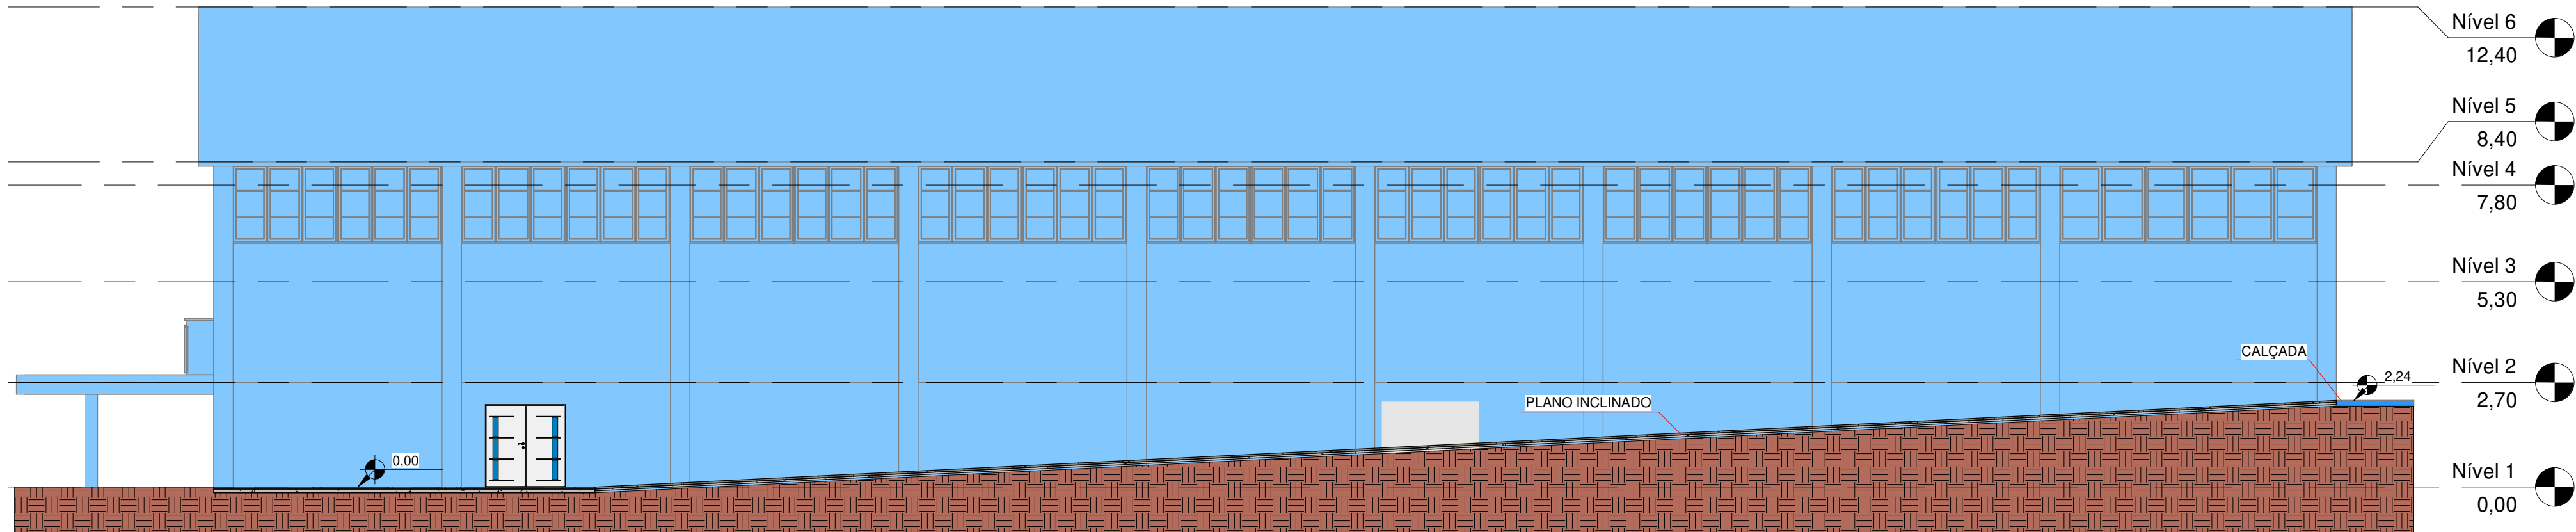 Nível 6
12,40
Nível 5
8,40
Nível 4
7,80
Nível 3
5,30
CALÇADA
2,24
Nível 2
2,70
PLANO INCLINADO
0,00
Nível 1
0,00